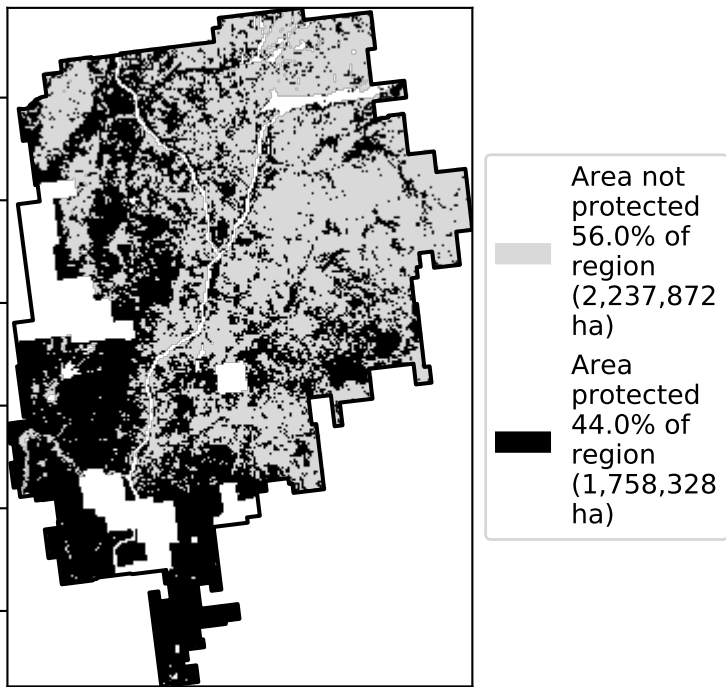 Area not
protected
56.0% of
region
(2,237,872
ha)
Area
protected
44.0% of
region
(1,758,328
ha)